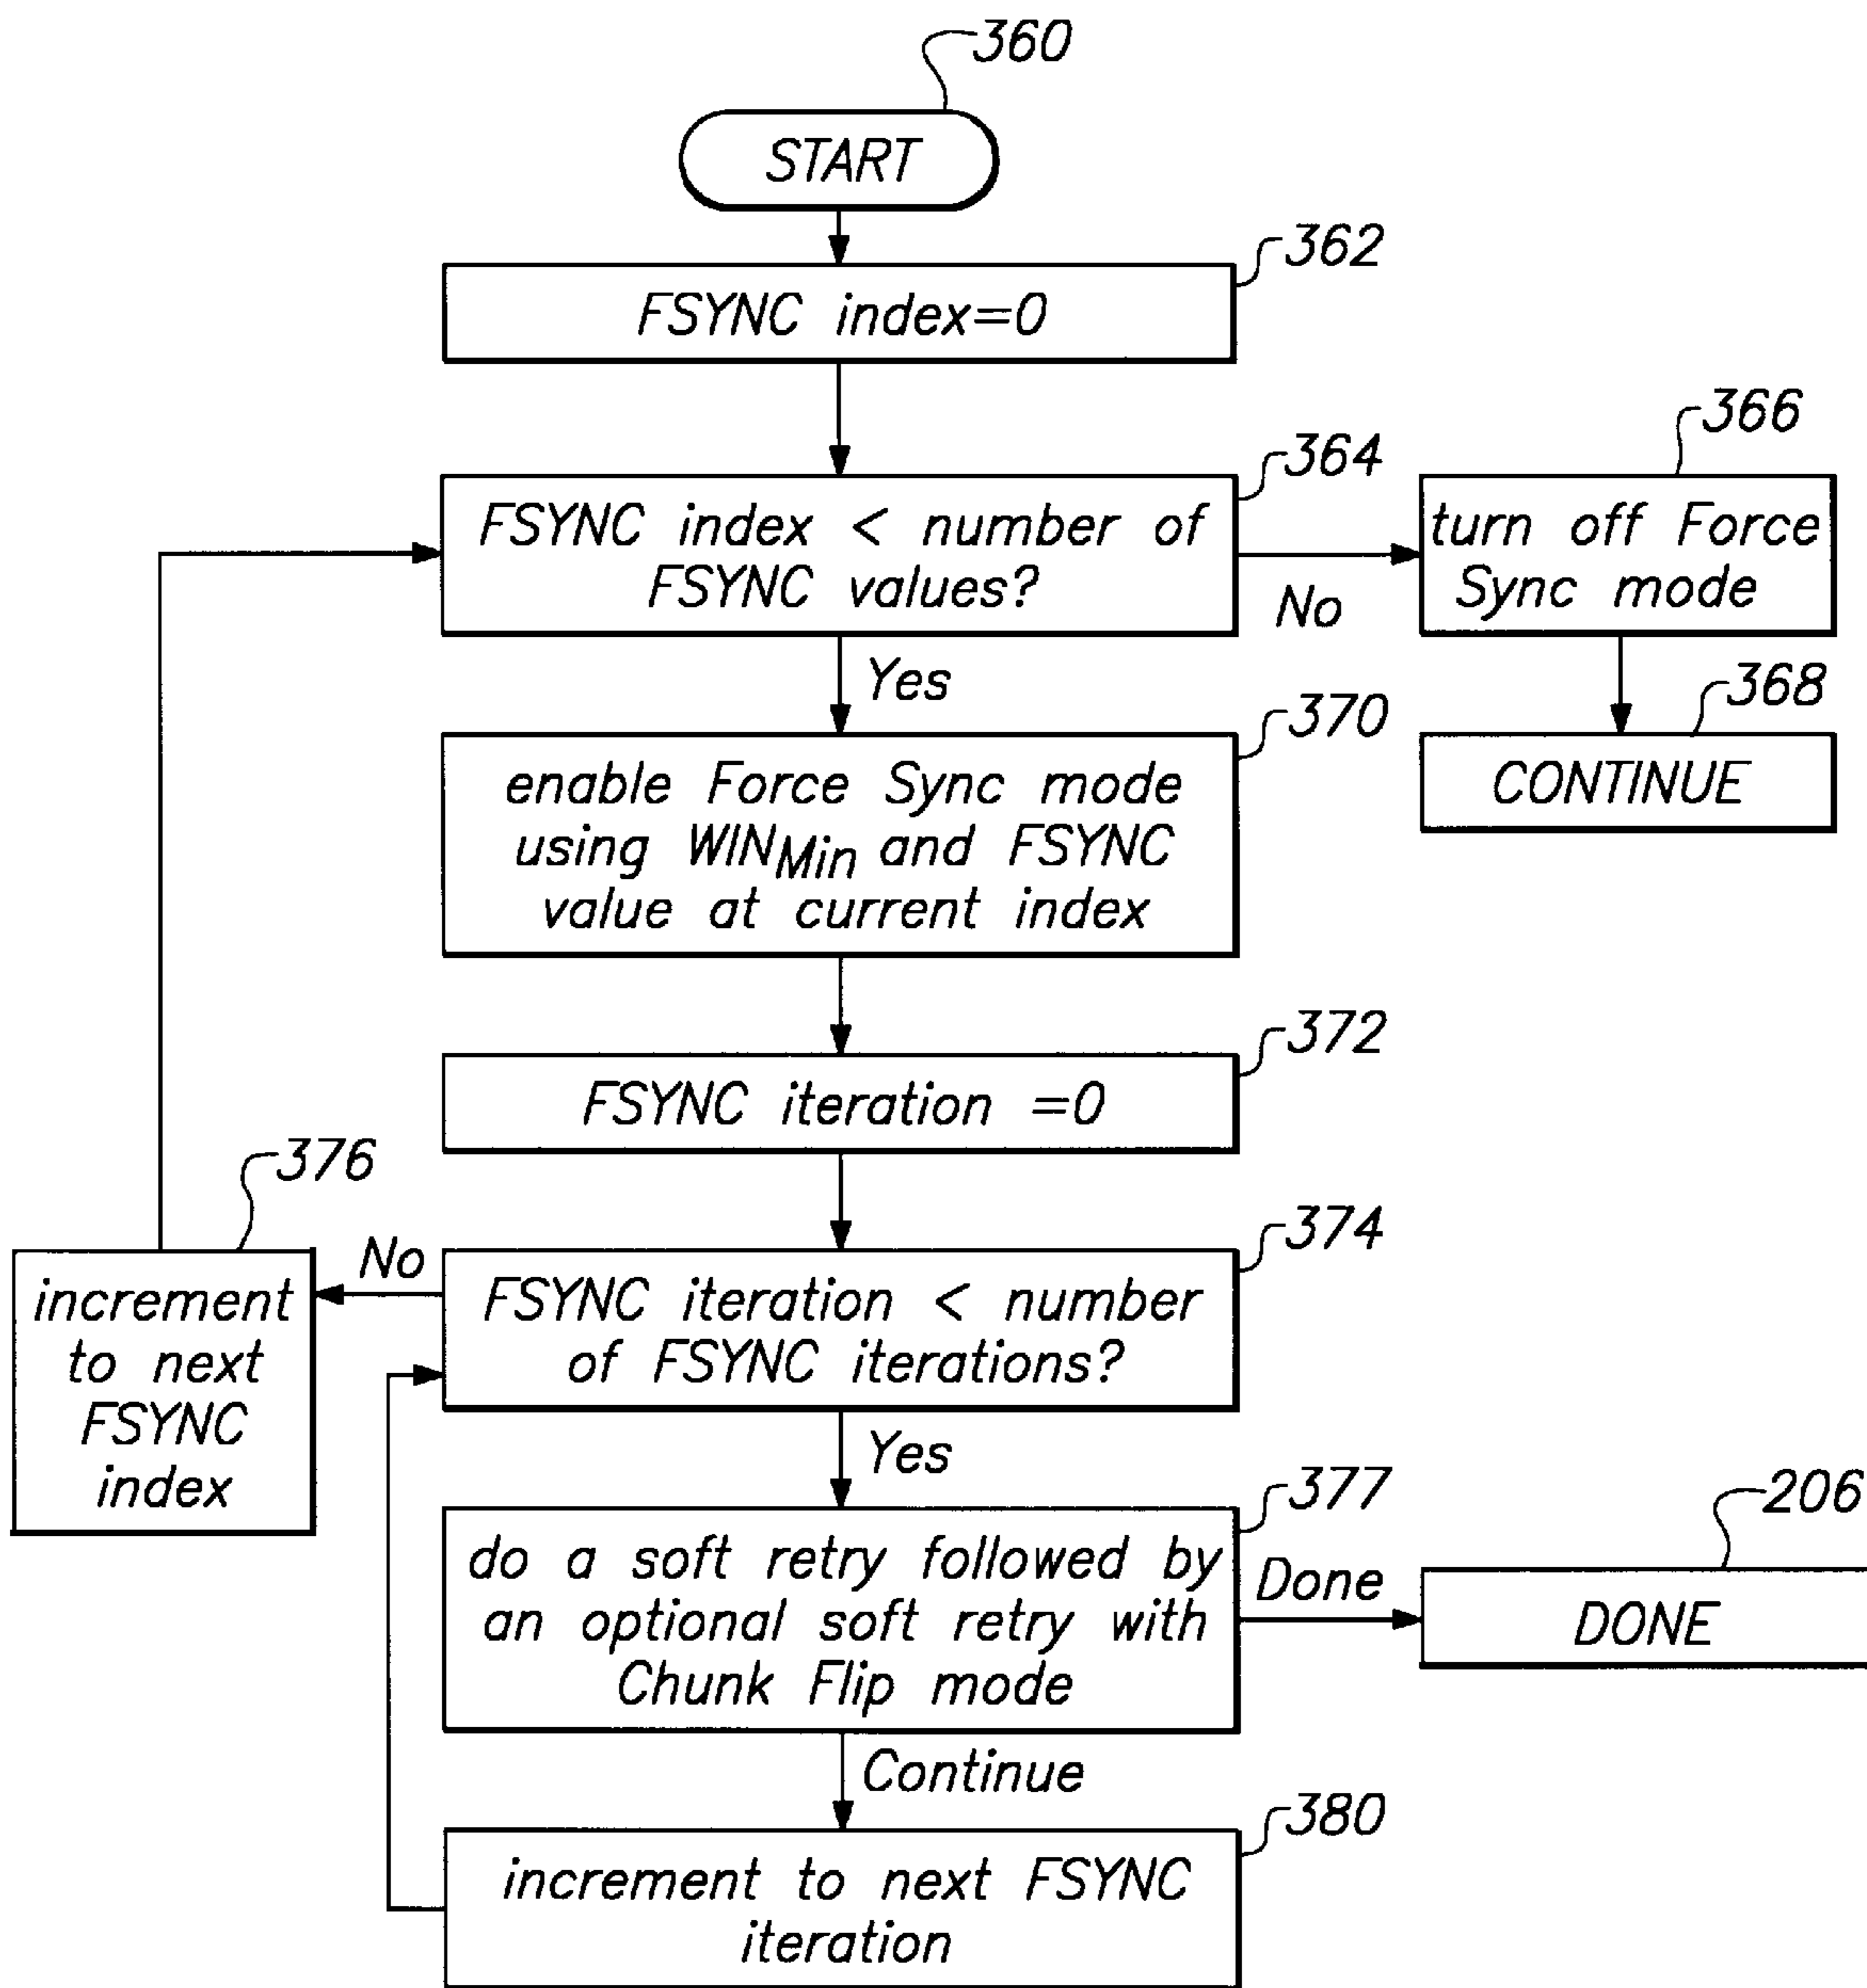 360
START
362
FSYNC index=0
364
FSYNC index < number of
FSYNC values?
No
366
turn off Force
Sync mode
368
CONTINUE
Yes
370
enable Force Sync mode
using WINMin and FSYNC
value at current index
372
FSYNC iteration =0
374
FSYNC iteration < number
of FSYNC iterations?
No
376
increment
to next
FSYNC
index
Yes
377
do a soft retry followed by
an optional soft retry with
Chunk Flip mode
Done
206
DONE
Continue
380
increment to next FSYNC
iteration